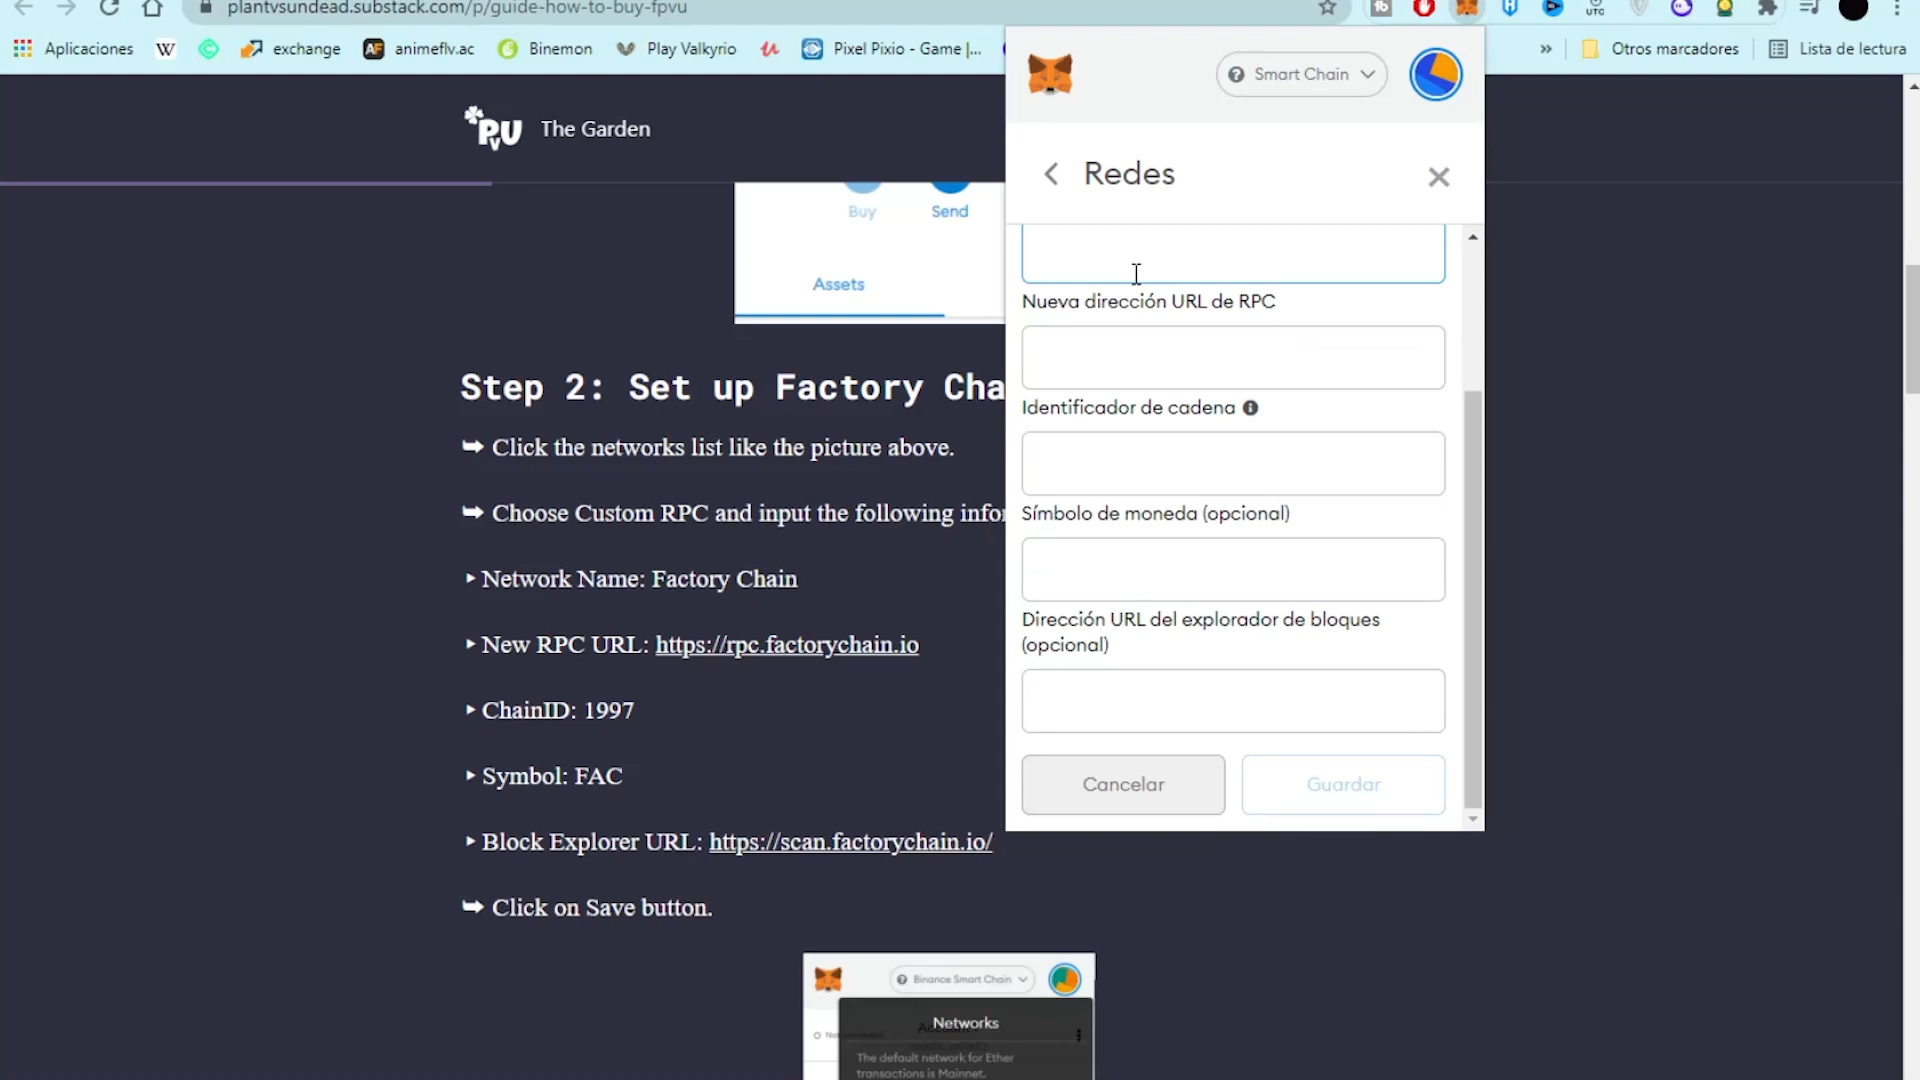 plantvsundead.substack.com/p/guide-how-to-buy-fpvu
Aplicaciones
exchange
AF animeflv.ac
Binemon
Play Valkyrio
Pixel Pixio - Game |...
» Otros marcadores
Lista de lectura
Smart Chain
PVU The Garden
Redes
Buy Send
Assets
Nueva dirección URL de RPC
Identificador de cadena
Símbolo de moneda (opcional)
Dirección URL del explorador de bloques
(opcional)
Cancelar Guardar
Step 2: Set up Factory Cha
➥ Click the networks list like the picture above.
➥ Choose Custom RPC and input the following infor
‣ Network Name: Factory Chain
‣ New RPC URL: https://rpc.factorychain.io
‣ ChainID: 1997
‣ Symbol: FAC
‣ Block Explorer URL: https://scan.factorychain.io/
➥ Click on Save button.
Binance Smart Chain
Networks
The default network for Ether
transactions is Mainnet.